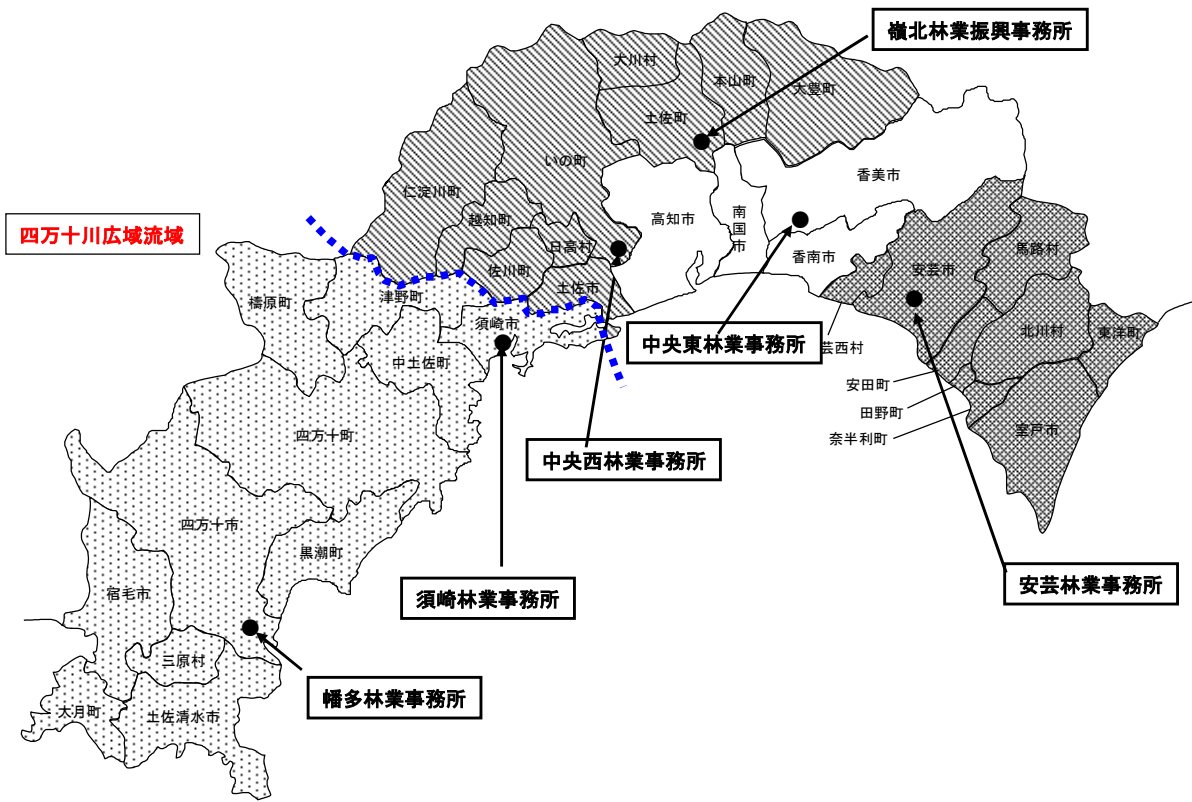 嶺北林業振興事務所
大川村
本山町
大豊町
土佐町
いの町
香美市
仁淀川町
越知町
高知市
南国市
四万十川広域流域
日高村
佐川町
香南市
安芸市
馬路村
土佐市
津野町
檮原町
須崎市
中央東林業事務所
芸西村
北川村
東洋町
中土佐町
安田町
田野町
奈半利町
室戸市
四万十町
中央西林業事務所
四万十市
黒潮町
宿毛市
須崎林業事務所
安芸林業事務所
三原村
幡多林業事務所
大月町
土佐清水市